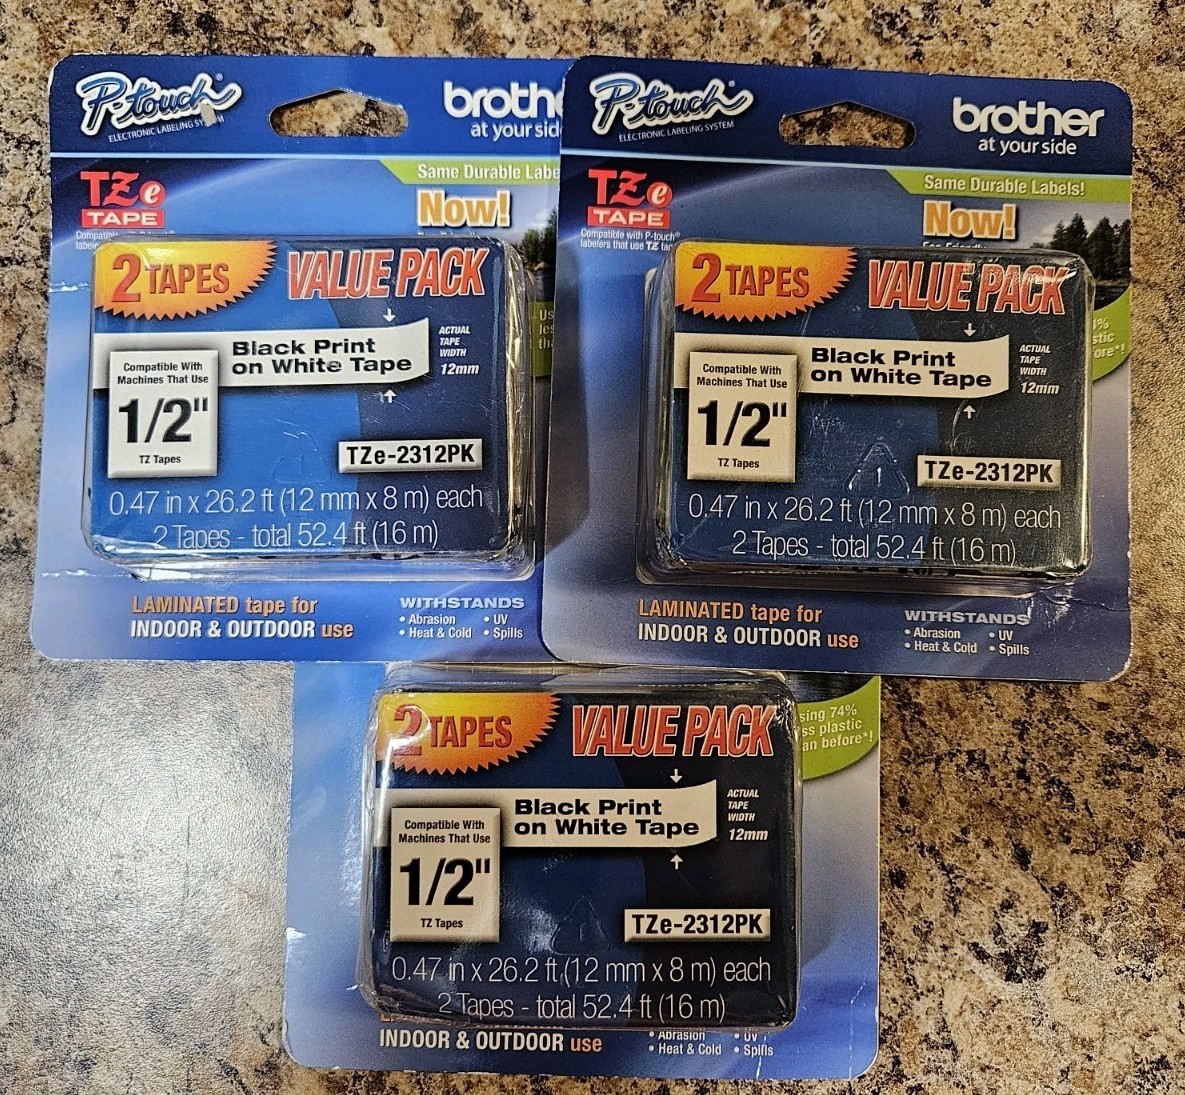 P-touch®
ELECTRONIC LABELING SYSTEM
at your side
Same Durable
TZe
TAPE
Now!
Compatible with P-touch®
2 TAPES
VALUE PACK
Black Print
on White Tape
ACTUAL
TAPE
WIDTH
12mm
Compatible With
Machines That Use
1/2"
TZ Tapes
TZe-2312PK
0.47 in x 26.2 ft (12 mm x 8 m) each
2 Tapes - total 52.4 ft (16 m)
LAMINATED tape for
INDOOR & OUTDOOR use
WITHSTANDS
• Abrasion • UV
• Heat & Cold • Spills
P-touch®
ELECTRONIC LABELING SYSTEM
brother
at your side
Same Durable Labels!
TZe
TAPE
Now!
Compatible with P-touch®
labelers that use TZ
2 TAPES
VALUE PACK
Black Print
on White Tape
ACTUAL
TAPE
WIDTH
12mm
Compatible With
Machines That Use
1/2"
TZ Tapes
1
TZe-2312PK
0.47 in x 26.2 ft (12 mm x 8 m) each
2 Tapes - total 52.4 ft (16 m)
LAMINATED tape for
INDOOR & OUTDOOR use
WITHSTANDS
• Abrasion • UV
• Heat & Cold • Spills
2 TAPES
VALUE PACK
74%
plastic
before*!
Black Print
on White Tape
ACTUAL
TAPE
WIDTH
12mm
Compatible With
Machines That Use
1/2"
TZ Tapes
TZe-2312PK
0.47 in x 26.2 ft (12 mm x 8 m) each
2 Tapes - total 52.4 ft (16 m)
INDOOR & OUTDOOR use
• Abrasion • UV
• Heat & Cold • Spills